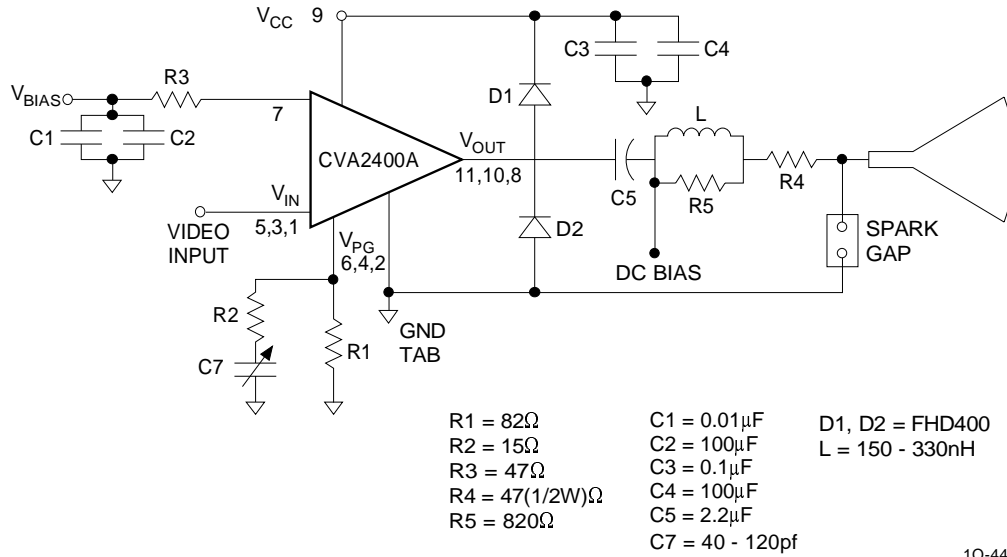 VCC 9
C3
C4
R3
VBIAS
D1
L
7
C1
C2
CVA2400A
VOUT
11,10,8
R4
VIN
C5
R5
5,3,1
D2
SPARK
GAP
VIDEO
INPUT
VPG
6,4,2
DC BIAS
R2
GND
TAB
R1
C7
R1 = 82Ω
R2 = 15Ω
R3 = 47Ω
R4 = 47(1/2W)Ω
R5 = 820Ω
C1 = 0.01µF
C2 = 100µF
C3 = 0.1µF
C4 = 100µF
C5 = 2.2µF
C7 = 40 - 120pf
D1, D2 = FHD400
L = 150 - 330nH